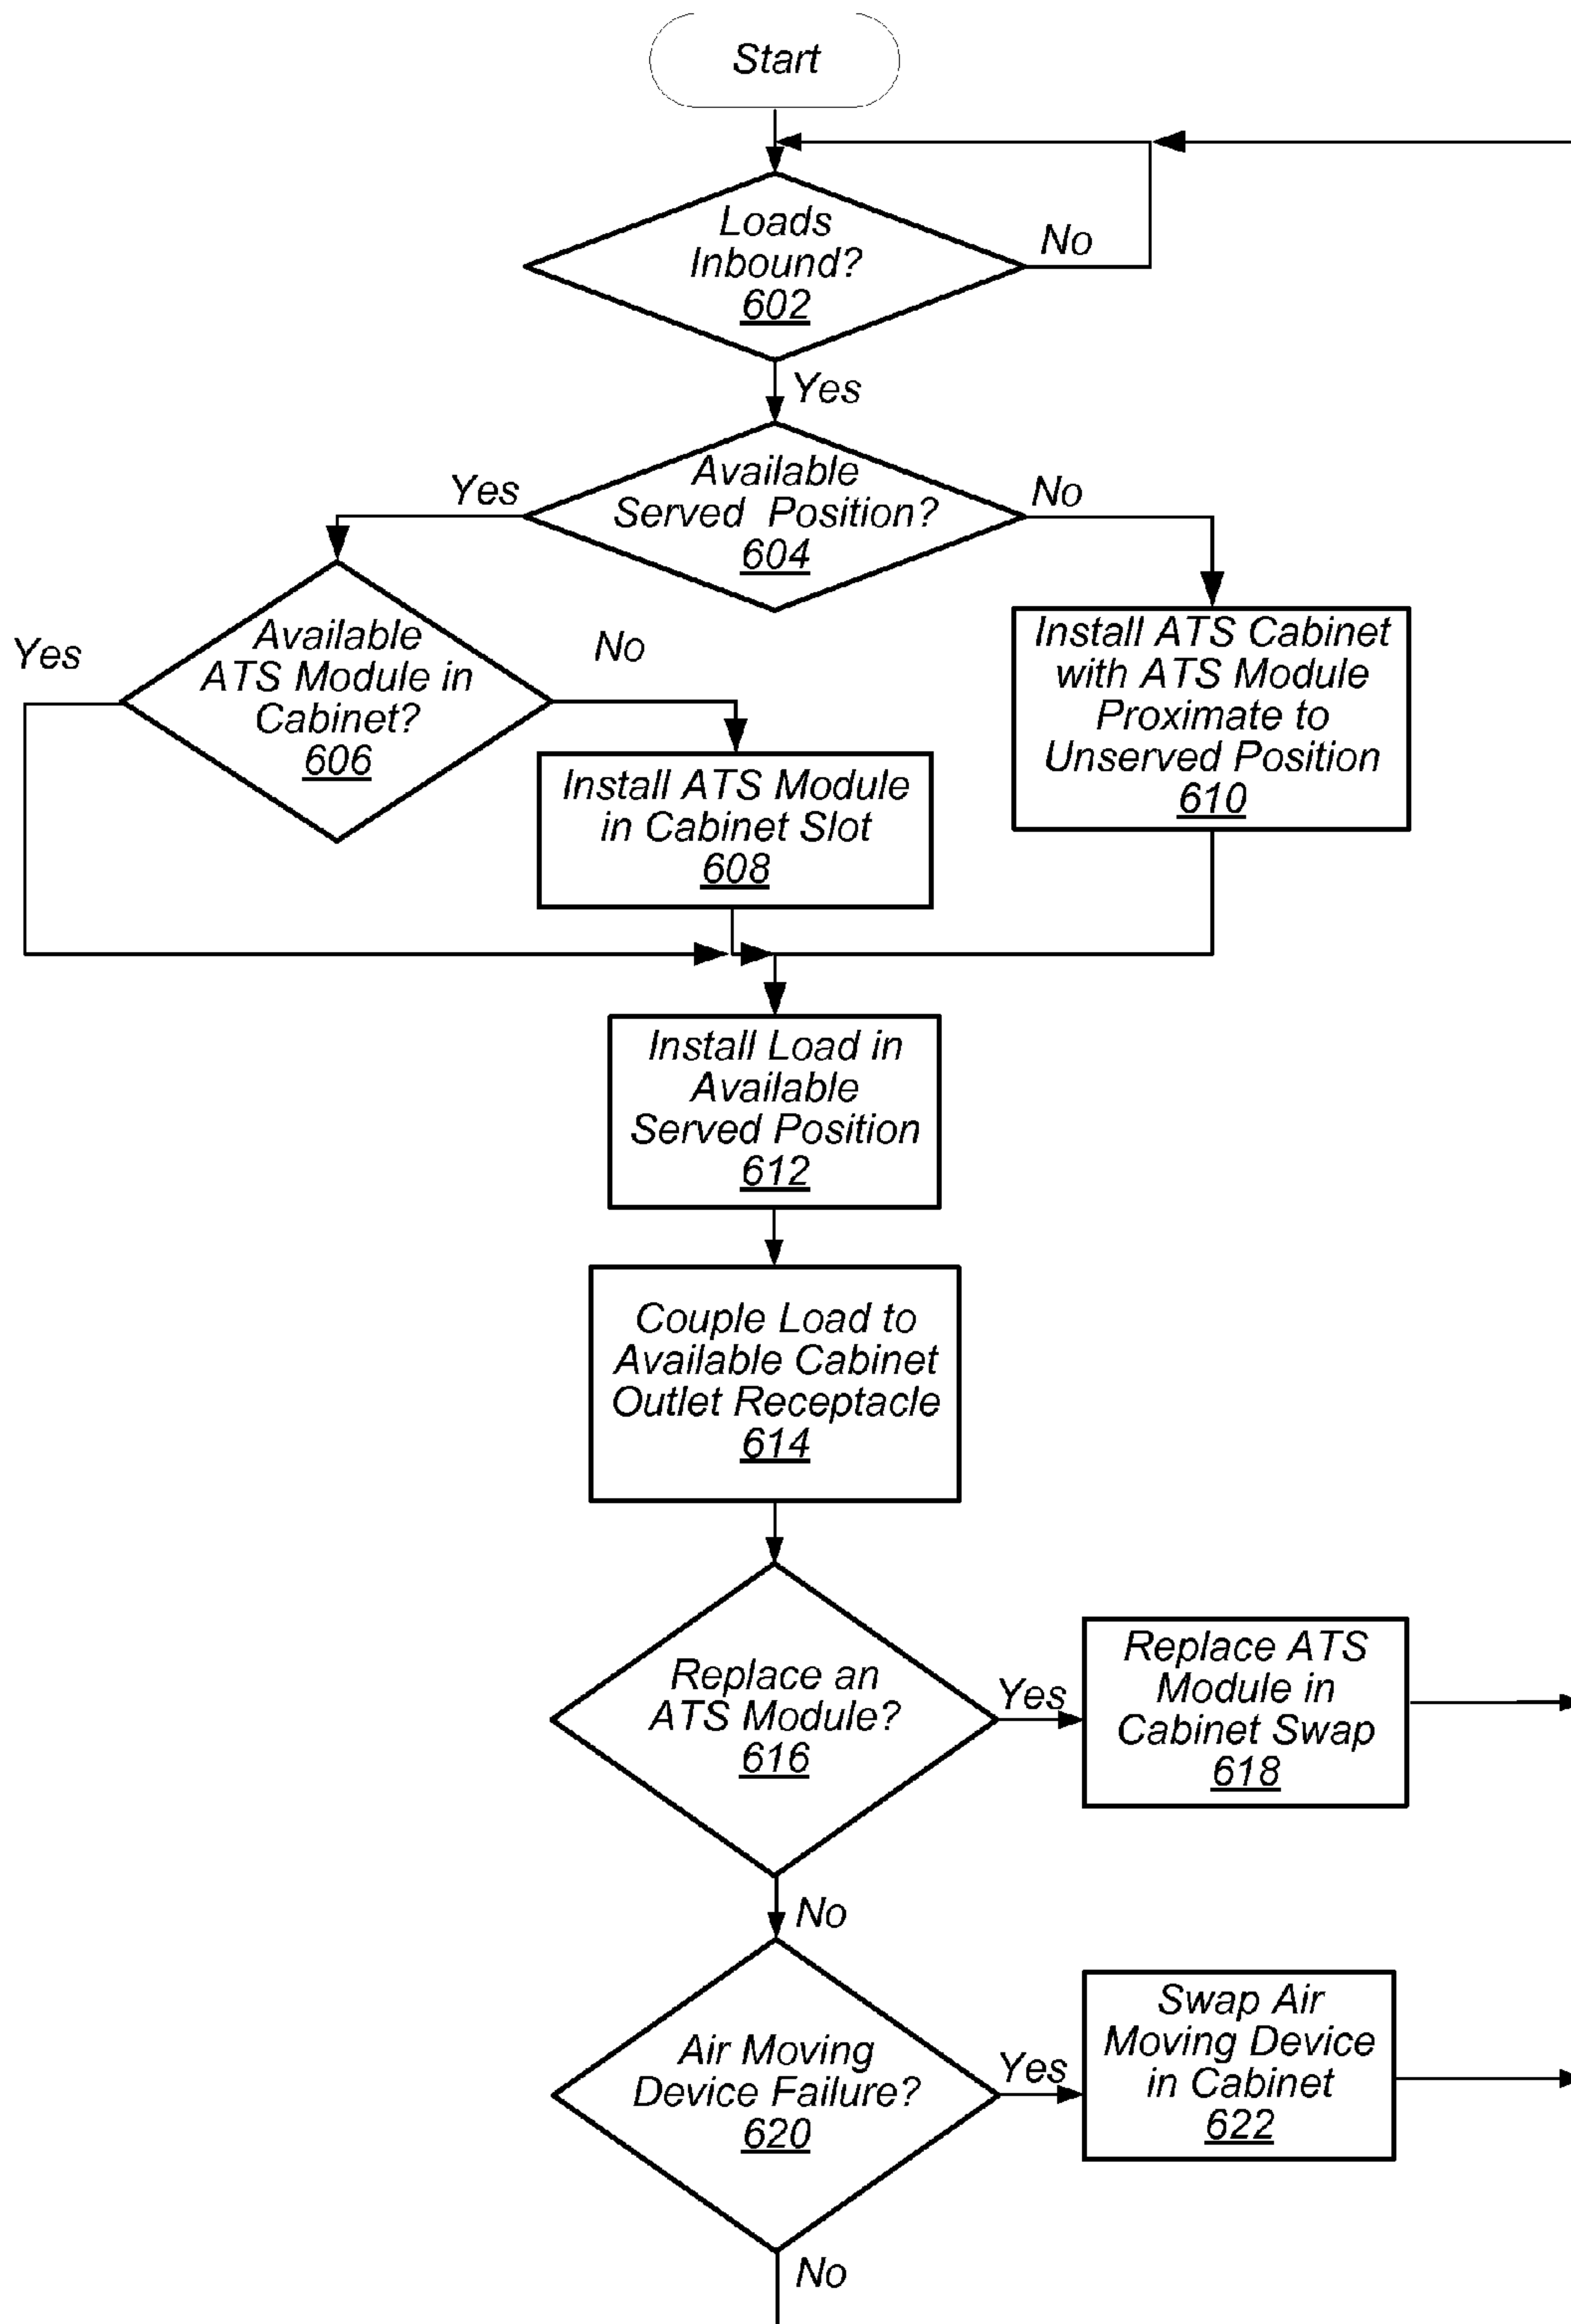 Start
Loads
Inbound?
602
No
Yes
Available
Served Position?
604
Yes
No
Available
ATS Module in
Cabinet?
606
Yes
No
Install ATS Module
in Cabinet Slot
608
Install ATS Cabinet
with ATS Module
Proximate to
Unserved Position
610
Install Load in
Available
Served Position
612
Couple Load to
Available Cabinet
Outlet Receptacle
614
Replace an
ATS Module?
616
Yes
Replace ATS
Module in
Cabinet Swap
618
No
Air Moving
Device Failure?
620
Yes
Swap Air
Moving Device
in Cabinet
622
No